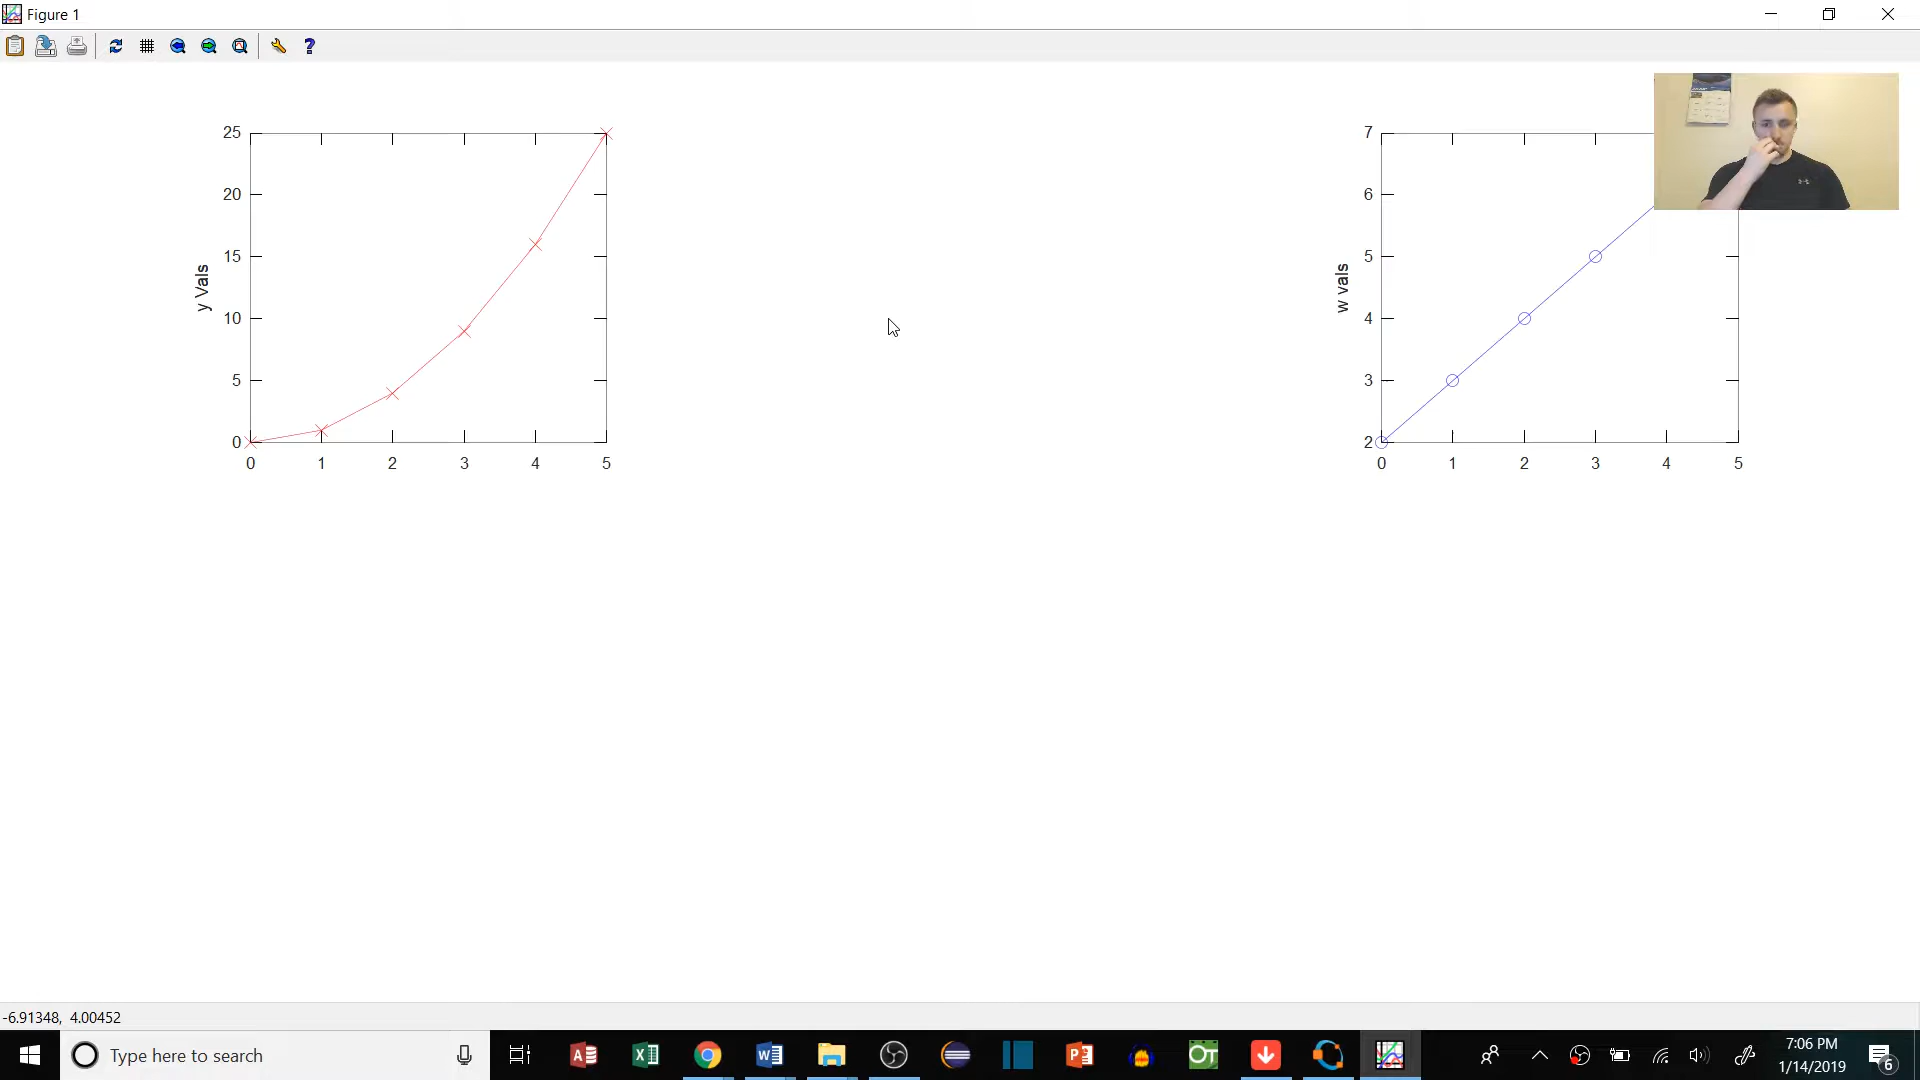 Figure 1
?
25
20
15
10
5
0
y Vals
0 1 2 3 4 5
7
6
5
4
3
2
w vals
0 1 2 3 4 5
-6.91348, 4.00452
Type here to search
7:06 PM
1/14/2019
6